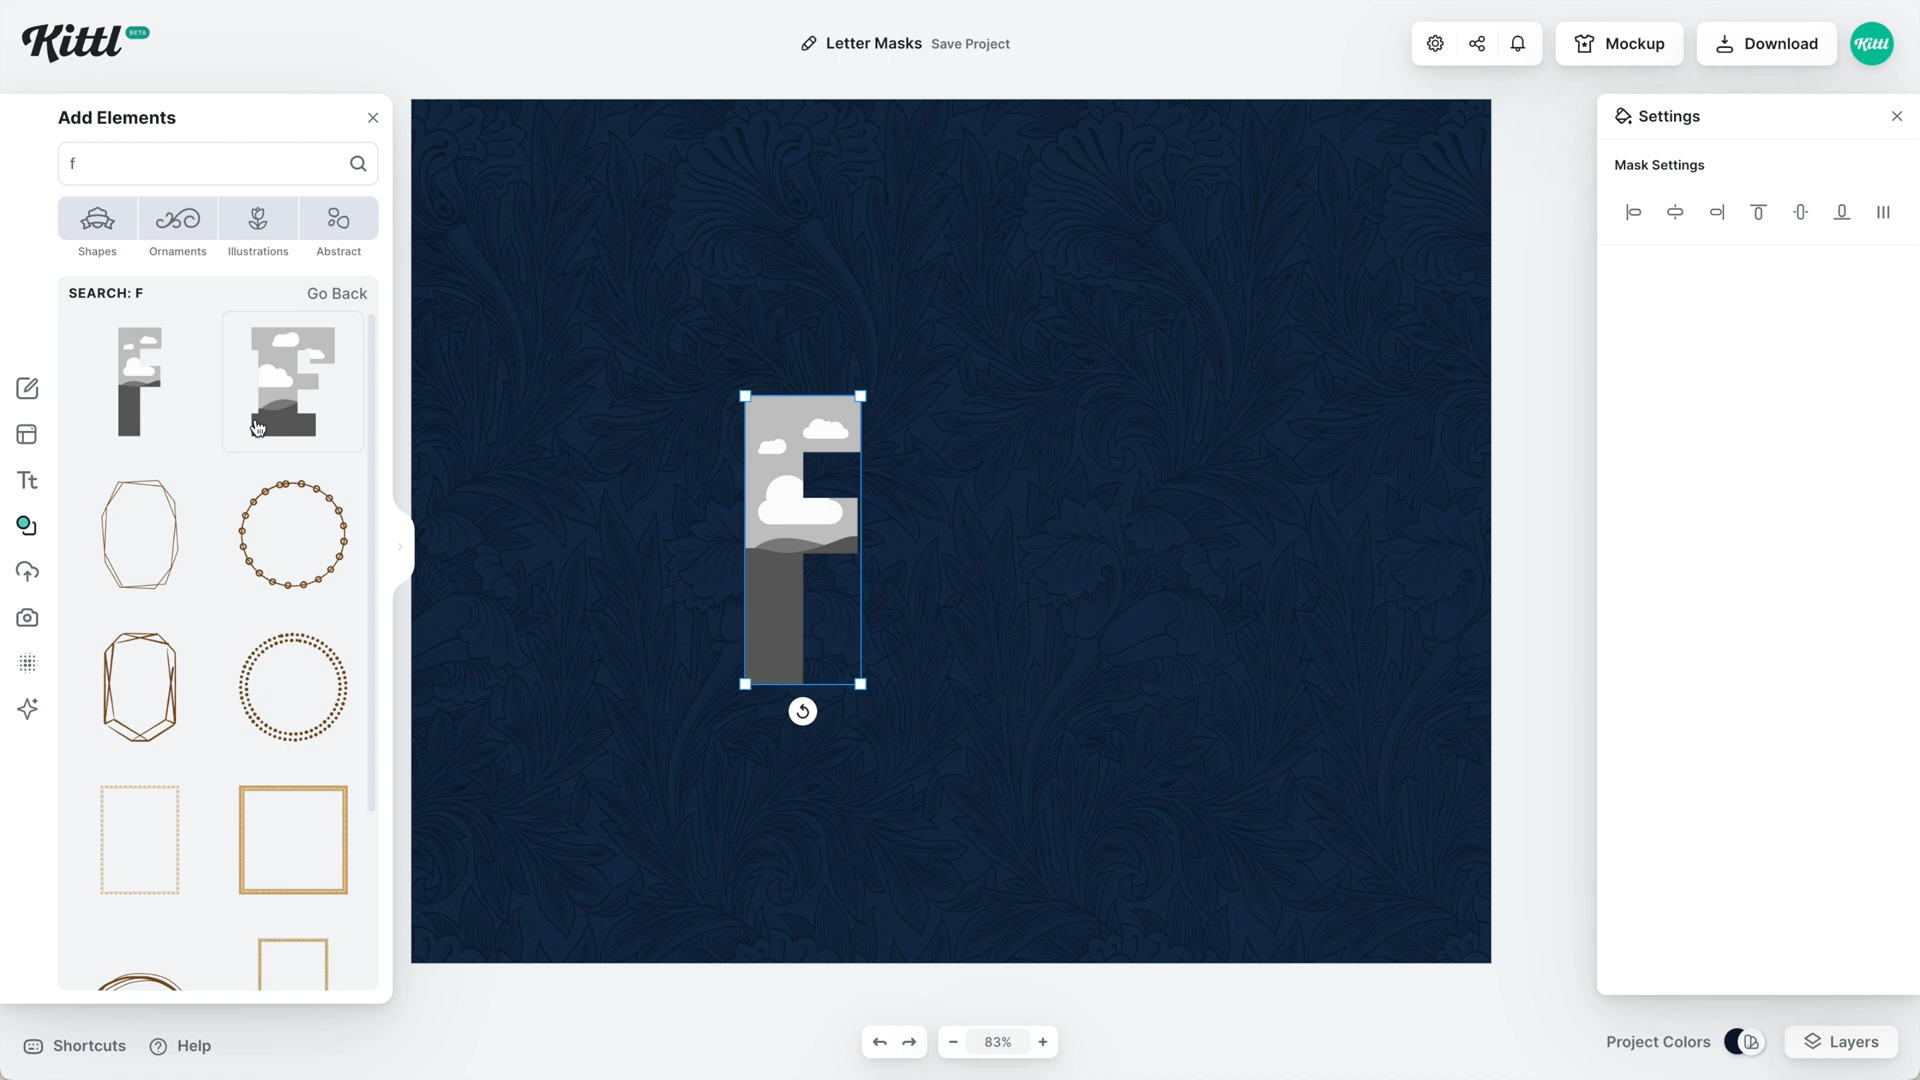 Kittl BETA
Letter Masks Save Project
Mockup
Download
Kittl
Add Elements
f
Shapes Ornaments Illustrations Abstract
SEARCH: F Go Back
Tt
Settings
Mask Settings
Shortcuts
Help
83%
Project Colors
Layers